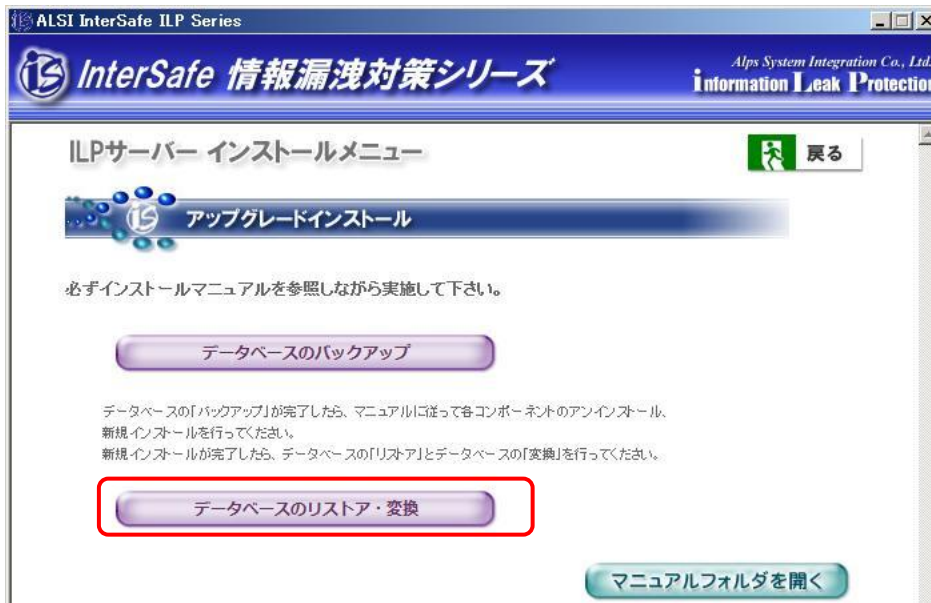 ALSI InterSafe ILP Series
iS InterSafe 情報漏洩対策シリーズ
Alps System Integration Co., Ltd.
information Leak Protection
ILPサーバー インストールメニュー
戻る
iS アップグレードインストール
必ずインストールマニュアルを参照しながら実施して下さい。
データベースのバックアップ
データベースの「バックアップ」が完了したら、マニュアルに従って各コンポーネントのアンインストール、
新規インストールを行ってください。
新規インストールが完了したら、データベースの「リストア」とデータベースの「変換」を行ってください。
データベースのリストア・変換
マニュアルフォルダを開く